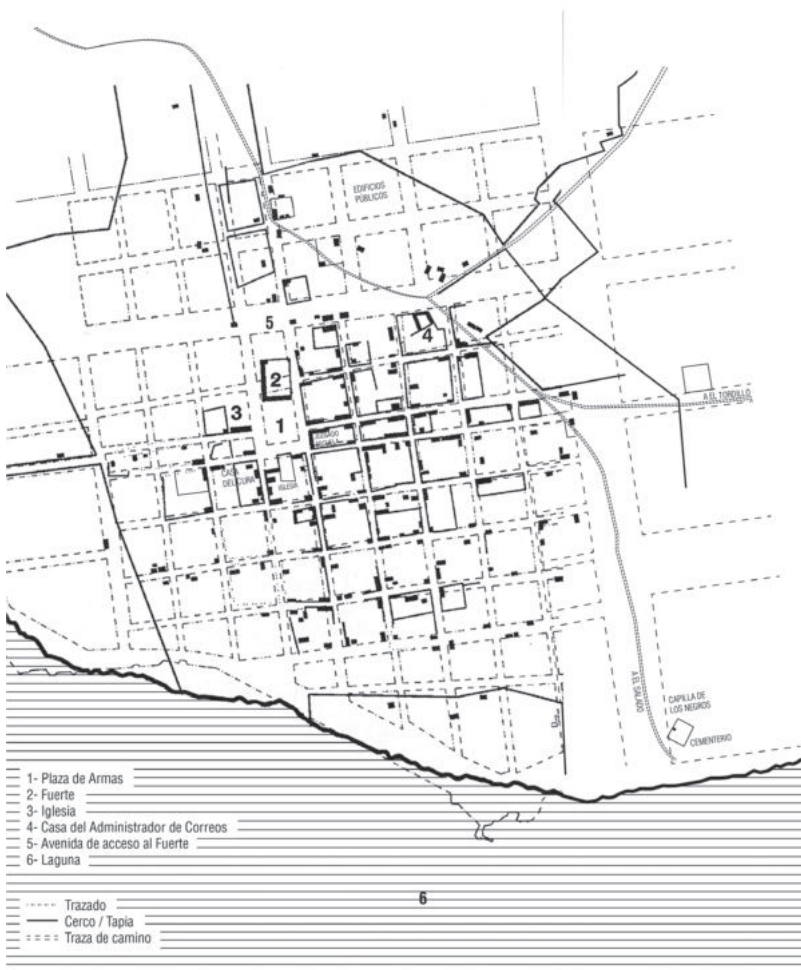 EDIFICIOS
PÚBLICOS
5
4
2
A EL TORDILLO
3
1
JUZGADO
CASA
DEL CURA
IGLESIA
A EL SALADO
CAPILLA DE
LOS NEGROS
CEMENTERIO
1- Plaza de Armas
2- Fuerte
3- Iglesia
4- Casa del Administrador de Correos
5- Avenida de acceso al Fuerte
6- Laguna
6
Trazado
Cerco / Tapia
Traza de camino